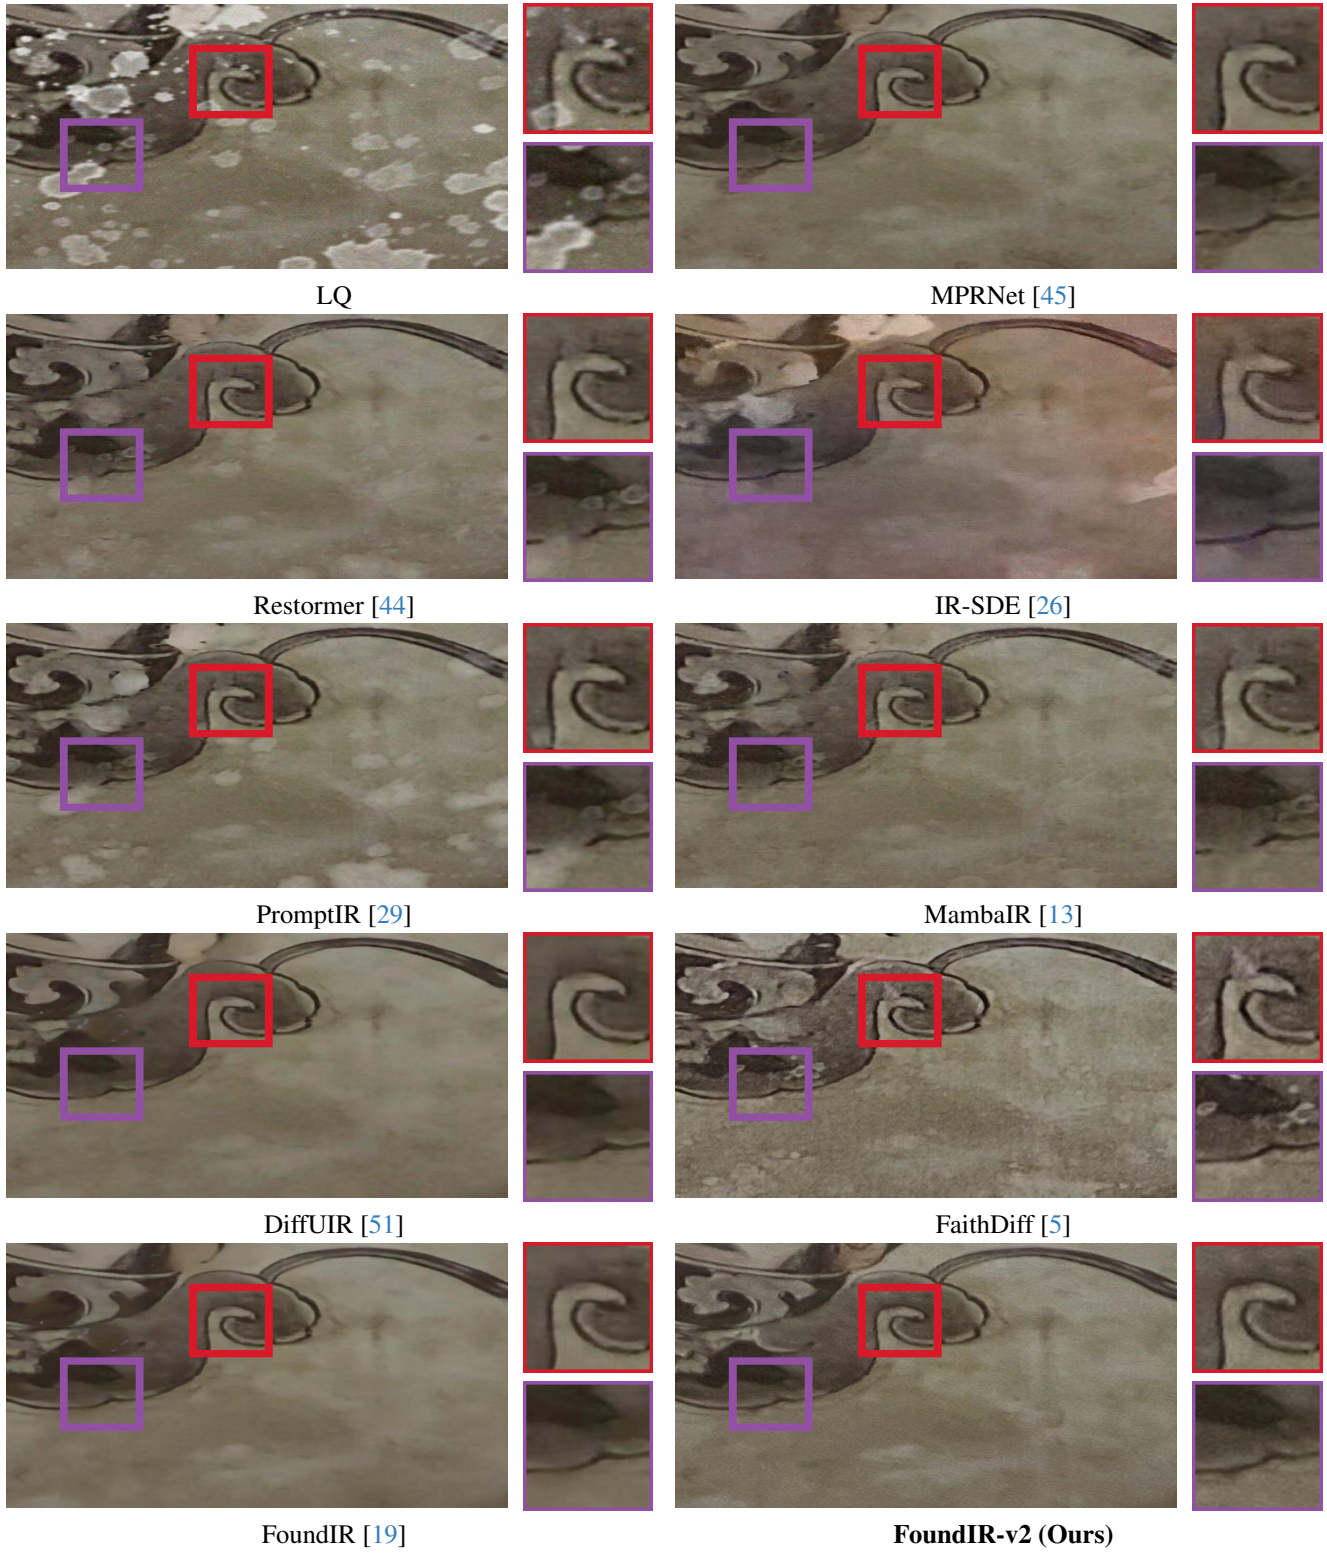 LQ
MPRNet [45]
Restormer [44]
IR-SDE [26]
PromptIR [29]
MambaIR [13]
DiffUIR [51]
FaithDiff [5]
FoundIR [19]
FoundIR-v2 (Ours)